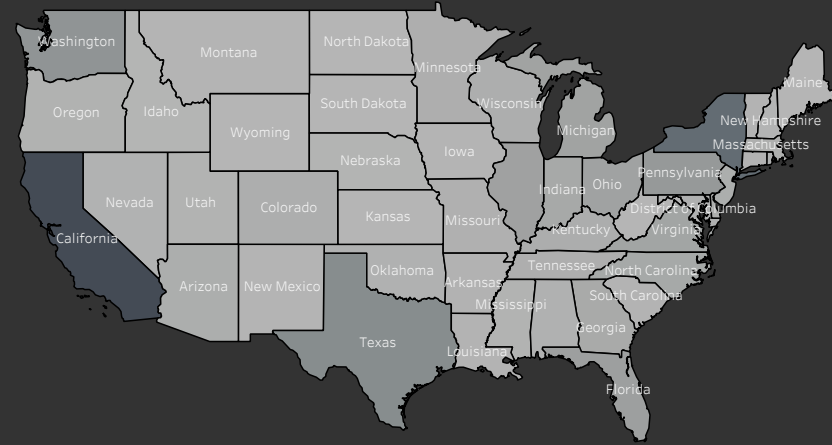 Washington
Montana
North Dakota
Minnesota
Maine
Oregon
Idaho
South Dakota
Wisconsin
New Hampshire
Wyoming
Michigan
Massachusetts
Iowa
Nebraska
Pennsylvania
Nevada
Utah
Colorado
Indiana
Ohio
Kansas
Missouri
District of Columbia
California
Kentucky
Virginia
Oklahoma
Tennessee
North Carolina
Arizona
New Mexico
Arkansas
South Carolina
Mississippi
Georgia
Texas
Louisiana
Florida